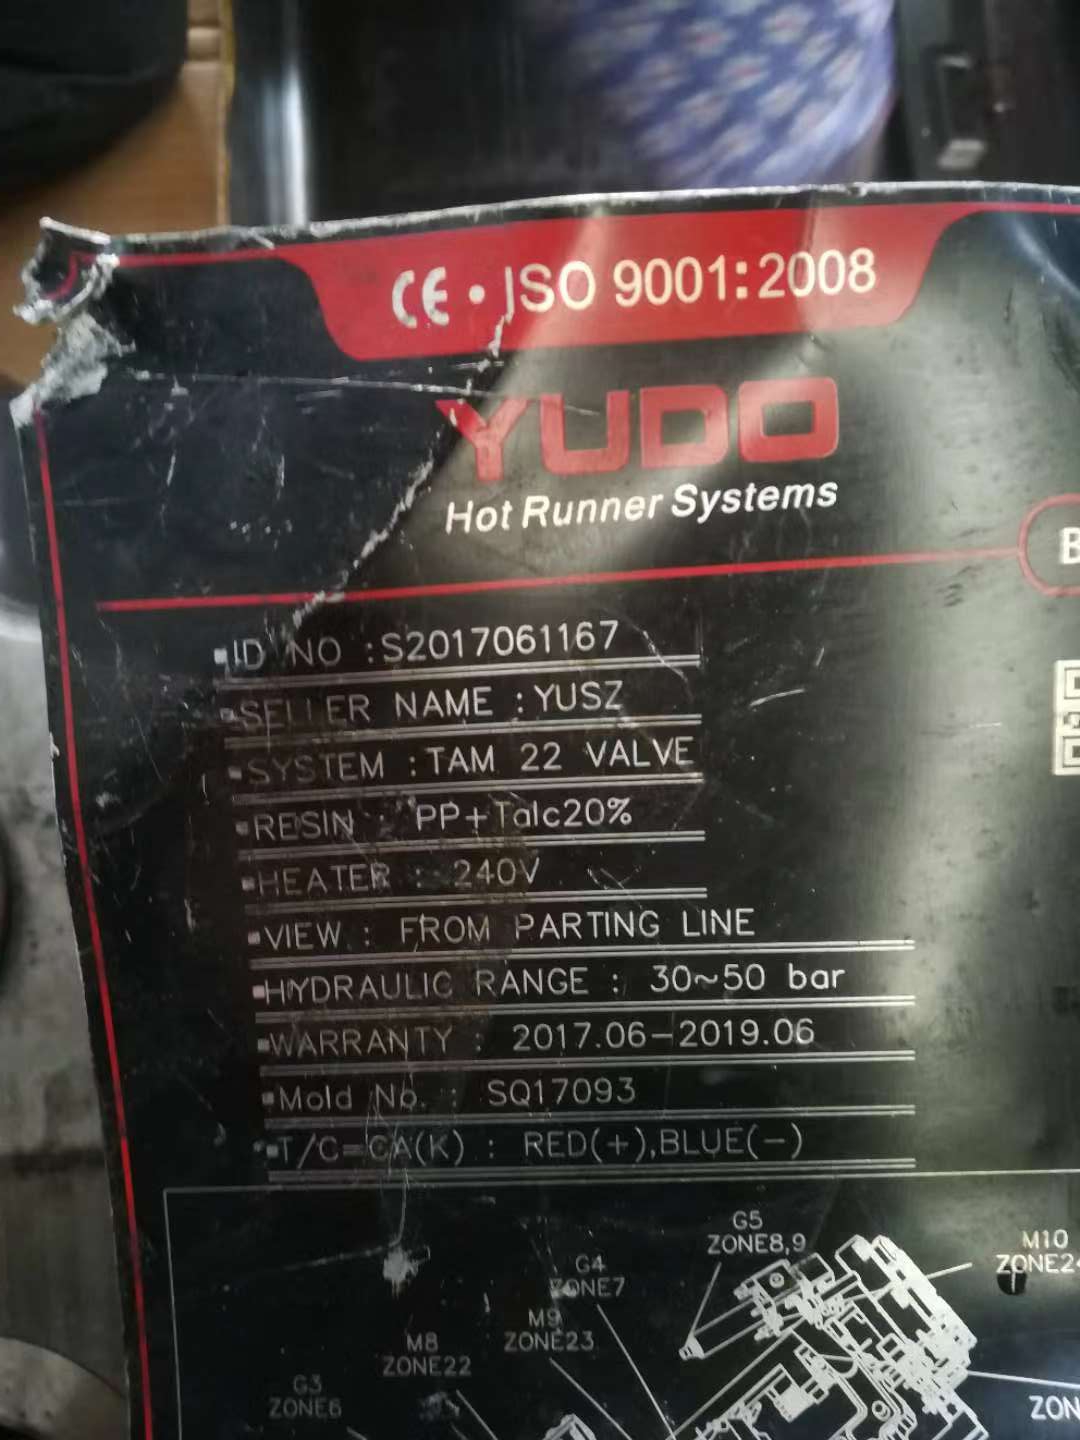 CE • ISO 9001:2008
YUDO
Hot Runner Systems
B
▪ID NO :S2017061167
▪SELLER NAME :YUSZ
▪SYSTEM :TAM 22 VALVE
▪RESIN : PP+Talc20%
▪HEATER : 240V
▪VIEW : FROM PARTING LINE
▪HYDRAULIC RANGE : 30~50 bar
▪WARRANTY : 2017.06-2019.06
▪Mold No. : SQ17093
▪T/C=CA(K) : RED(+),BLUE(-)
G5
ZONE8,9
M10
ZONE24
G4
ZONE7
M9
ZONE23
M8
ZONE22
G3
ZONE6
ZON